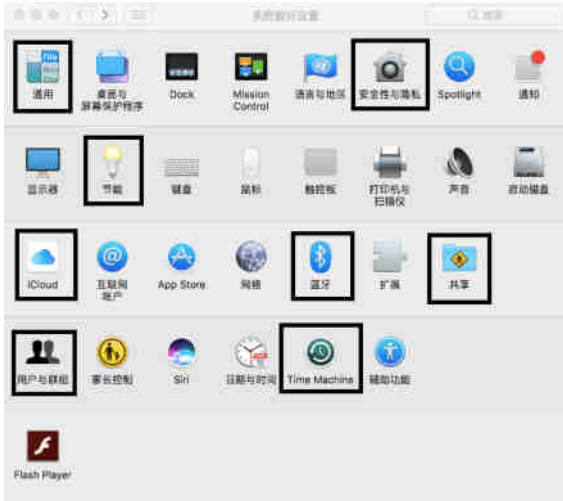 系统偏好设置
搜索
通用
桌面与
屏幕保护程序
Dock
Mission
Control
语言与地区
安全性与隐私
Spotlight
通知
显示器
节能
键盘
鼠标
触控板
打印机与
扫描仪
声音
启动磁盘
iCloud
互联网
帐户
App Store
网络
蓝牙
扩展
共享
用户与群组
家长控制
Siri
日期与时间
Time Machine
辅助功能
Flash Player